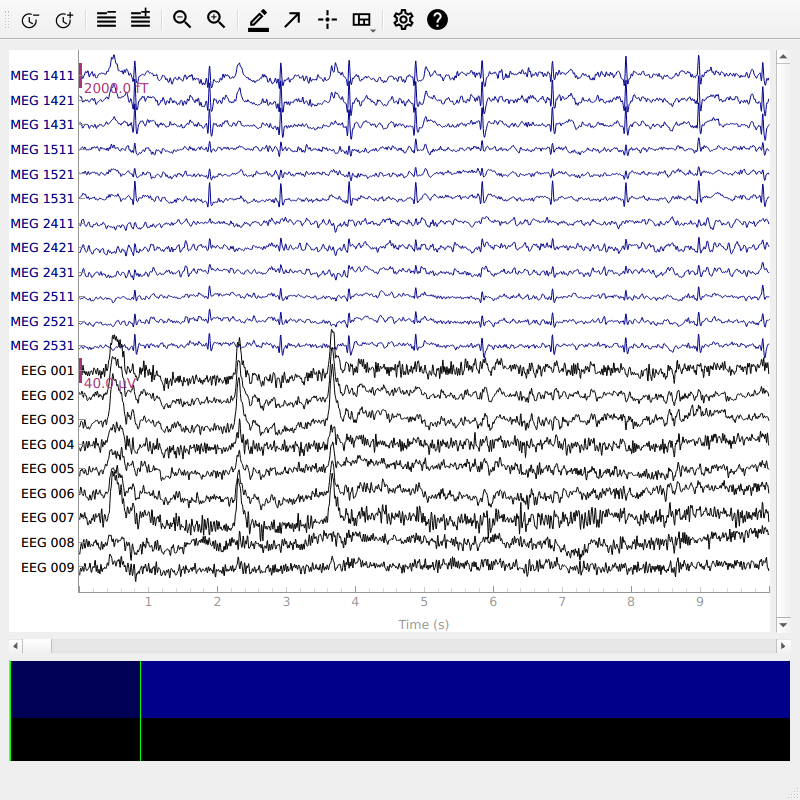 MEG 1411
2000.0 fT
MEG 1421
MEG 1431
MEG 1511
MEG 1521
MEG 1531
MEG 2411
MEG 2421
MEG 2431
MEG 2511
MEG 2521
MEG 2531
EEG 001
40.0 µV
EEG 002
EEG 003
EEG 004
EEG 005
EEG 006
EEG 007
EEG 008
EEG 009
1 2 3 4 5 6 7 8 9
Time (s)